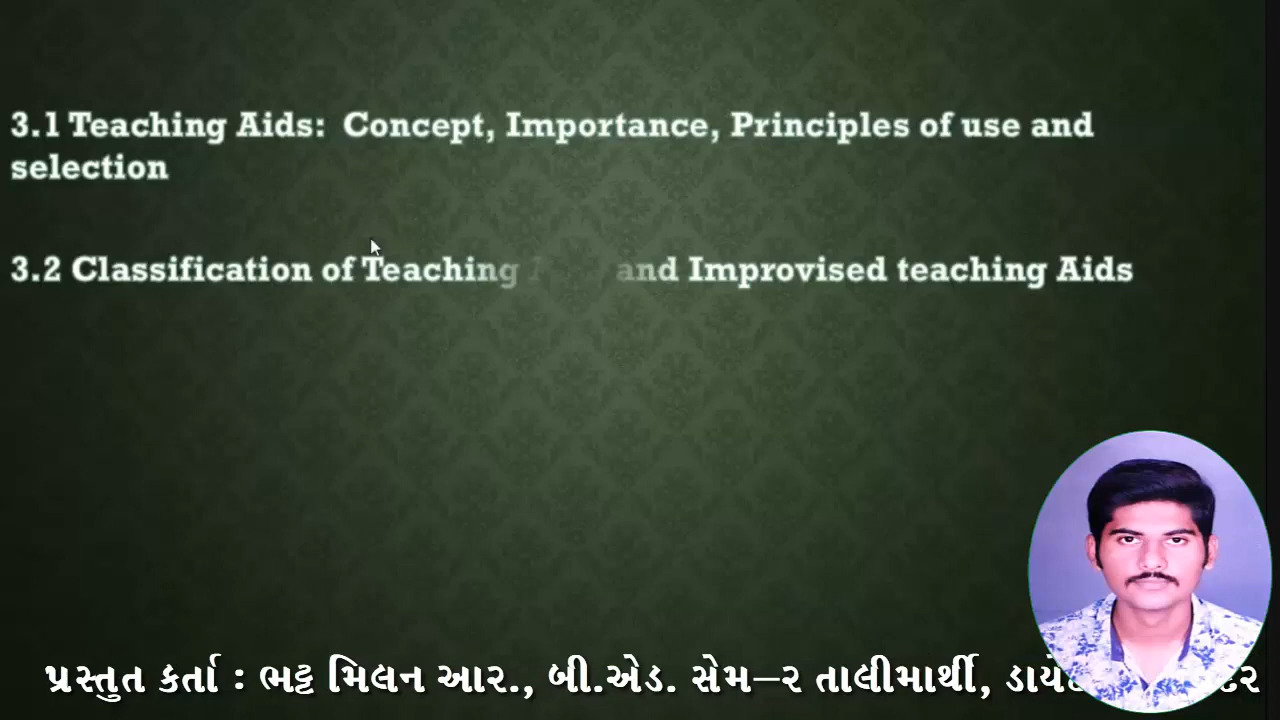 3.1 Teaching Aids: Concept, Importance, Principles of use and
selection
3.2 Classification of Teaching and Improvised teaching Aids
પ્રસ્તુત કર્તા : ભટ્ટ મિલન આર., બી.એડ. સેમ–ર તાલીમાર્થી,